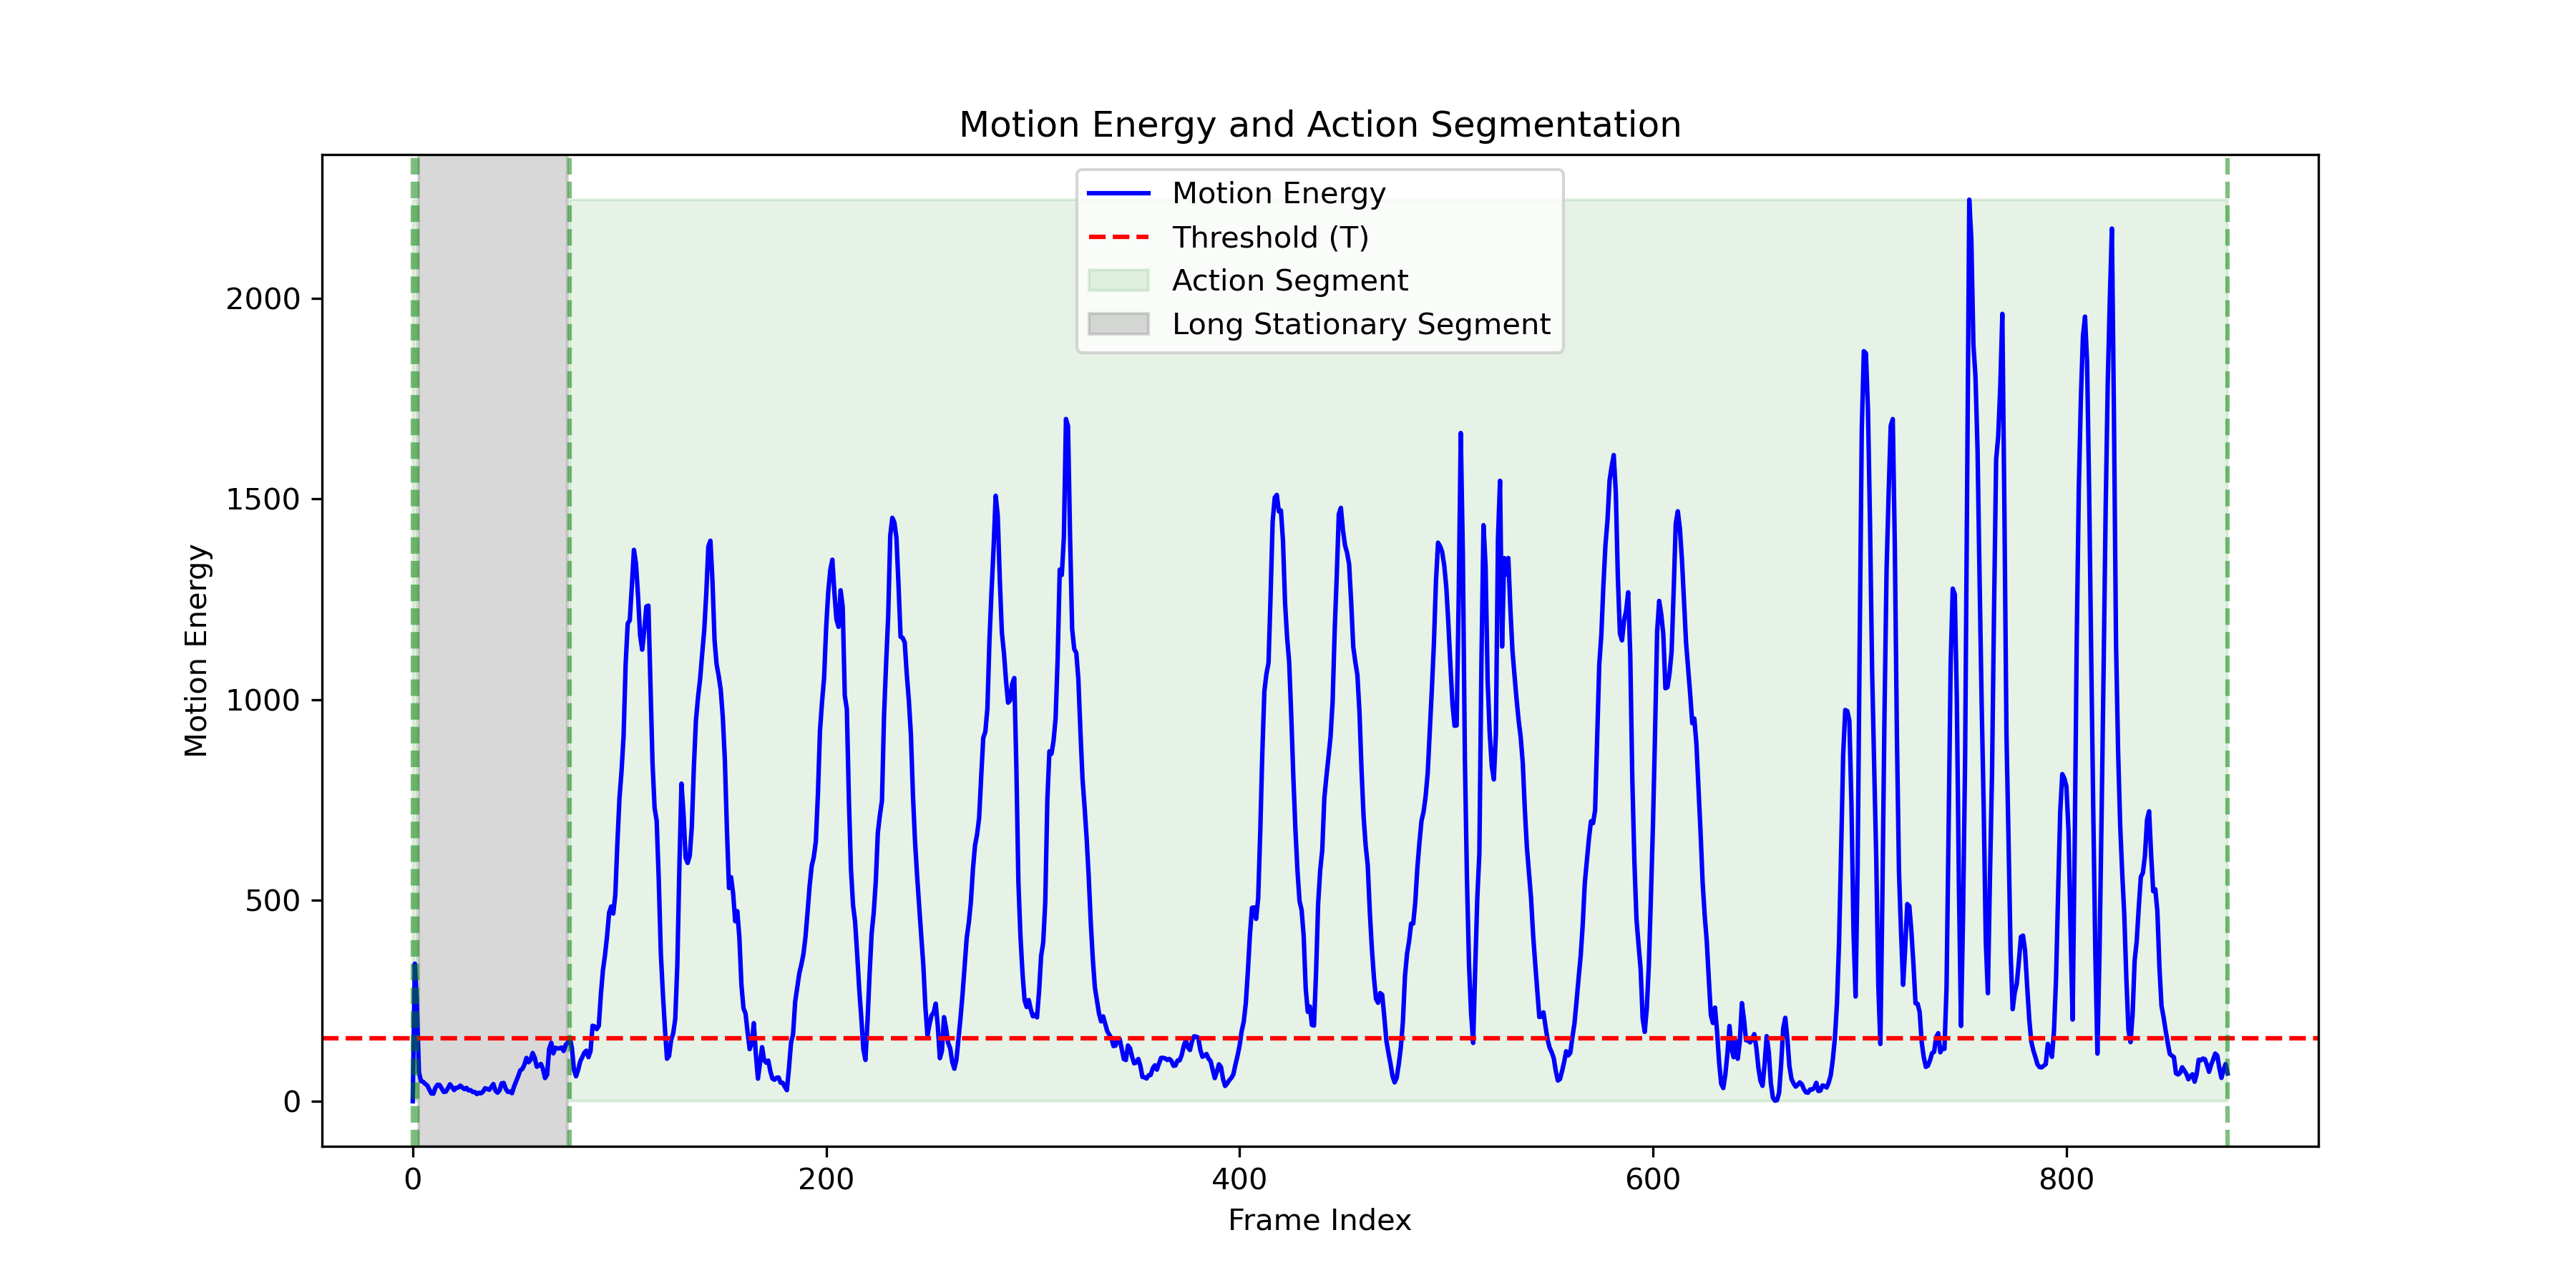 Motion Energy and Action Segmentation
Motion Energy
Threshold (T)
Action Segment
Long Stationary Segment
Motion Energy
2000
1500
1000
500
0
0 200 400 600 800
Frame Index